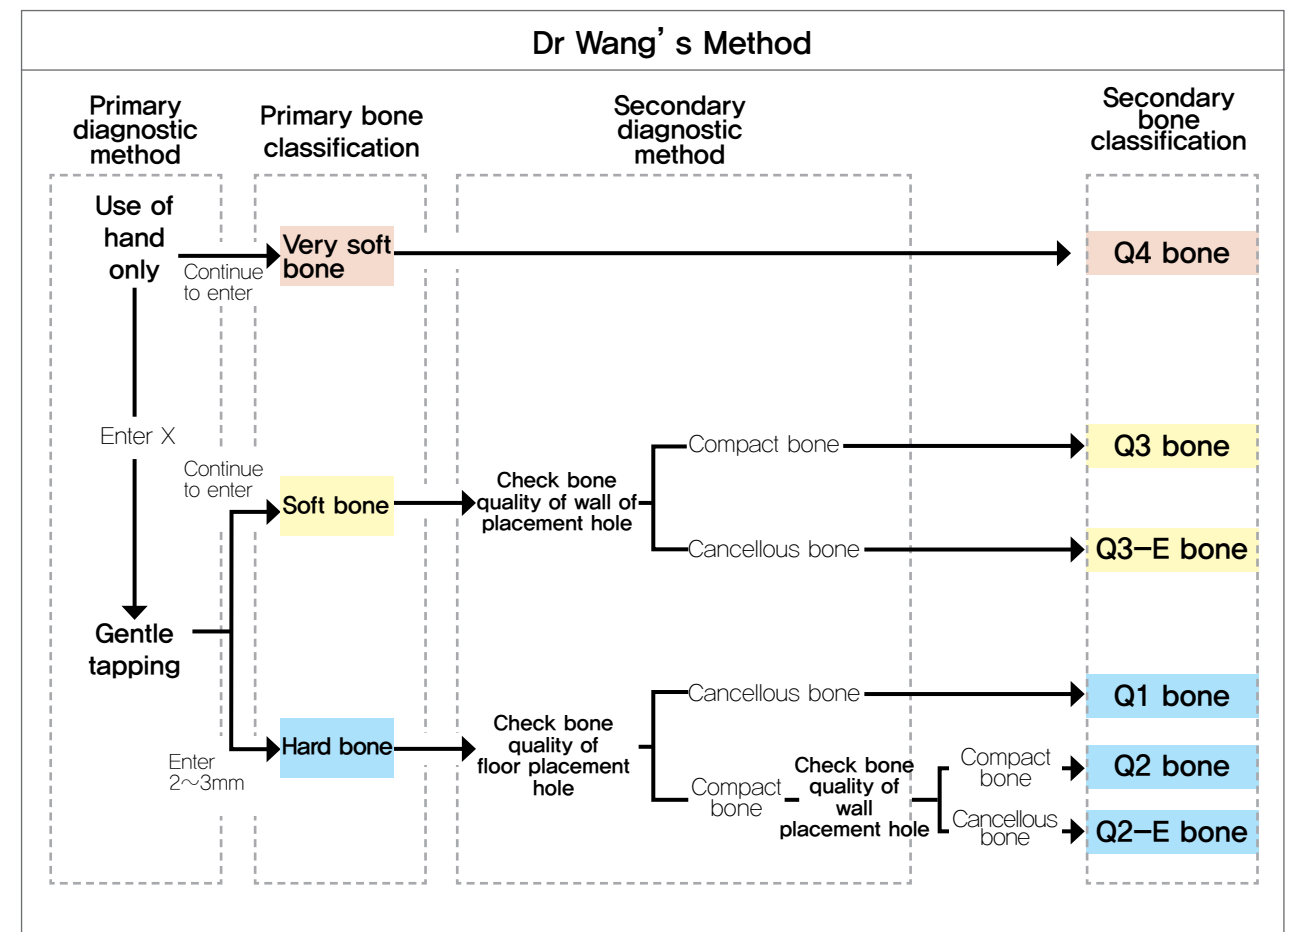 Dr Wang’ s Method
Primary
diagnostic
method
Primary bone
classification
Secondary
diagnostic
method
Secondary
bone
classification
Use of
hand
only
Continue
to enter
Very soft
bone
Q4 bone
Enter X
Continue
to enter
Soft bone
Check bone
quality of wall of
placement hole
Compact bone
Q3 bone
Cancellous bone
Q3-E bone
Gentle
tapping
Enter
2~3mm
Hard bone
Check bone
quality of
floor placement
hole
Cancellous bone
Q1 bone
Compact
bone
Check bone
quality of
wall
placement hole
Compact
bone
Q2 bone
Cancellous
bone
Q2-E bone